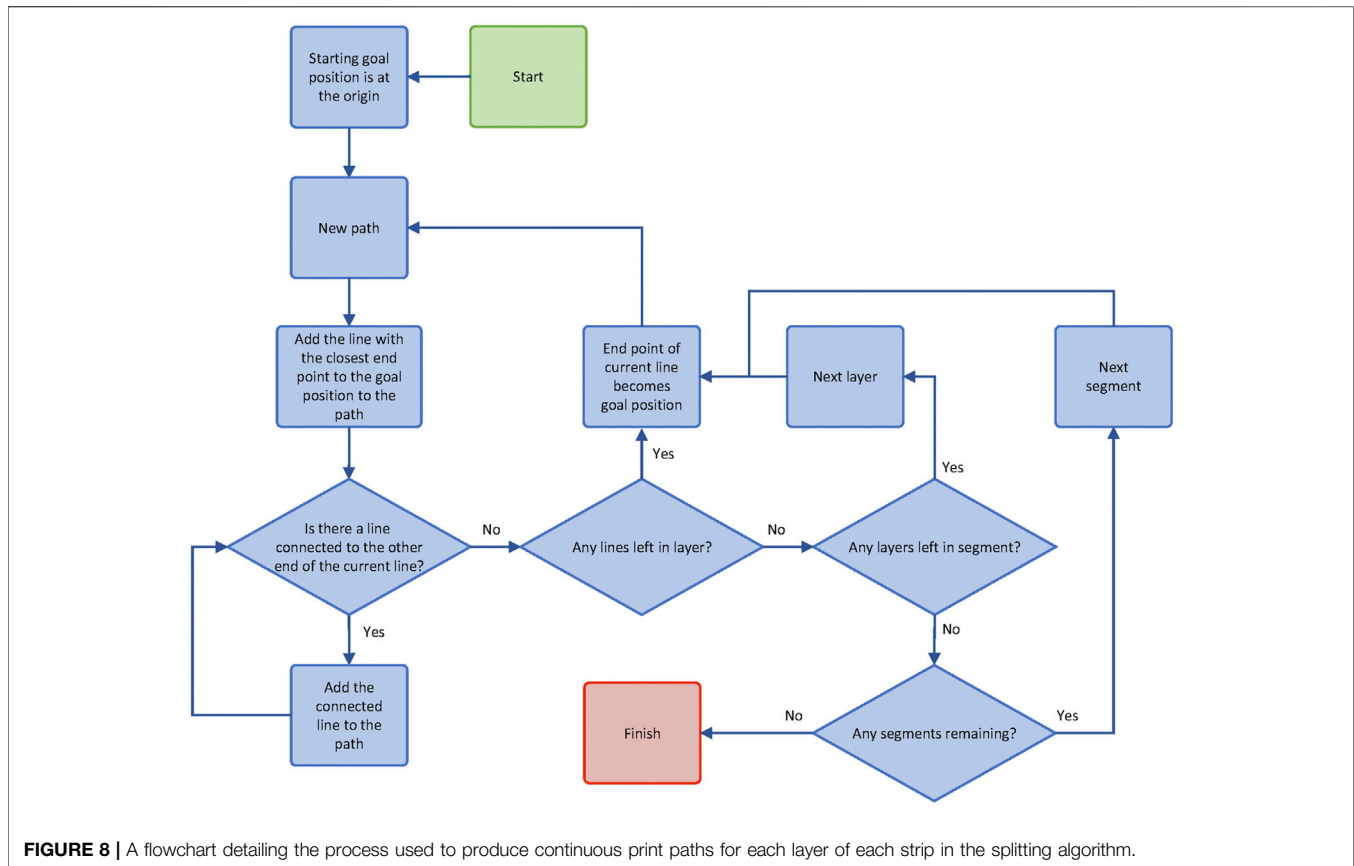 Starting goal
position is at
the origin
Start
New path
Add the line with
the closest end
point to the goal
position to the
path
End point of
current line
becomes
goal position
Next layer
Next
segment
Yes
Yes
Is there a line
connected to the other
end of the current line?
No
Any lines left in layer?
No
Any layers left in segment?
Yes
No
Add the
connected
line to the
path
Finish
No
Any segments remaining?
Yes
FIGURE 8 | A flowchart detailing the process used to produce continuous print paths for each layer of each strip in the splitting algorithm.